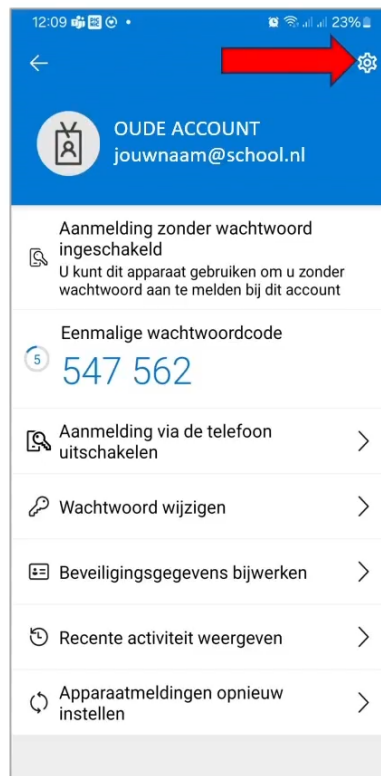 12:09
23%
OUDE ACCOUNT
jouwnaam@school.nl
Aanmelding zonder wachtwoord
ingeschakeld
U kunt dit apparaat gebruiken om u zonder
wachtwoord aan te melden bij dit account
Eenmalige wachtwoordcode
5
547 562
Aanmelding via de telefoon
uitschakelen
Wachtwoord wijzigen
Beveiligingsgegevens bijwerken
Recente activiteit weergeven
Apparaatmeldingen opnieuw
instellen